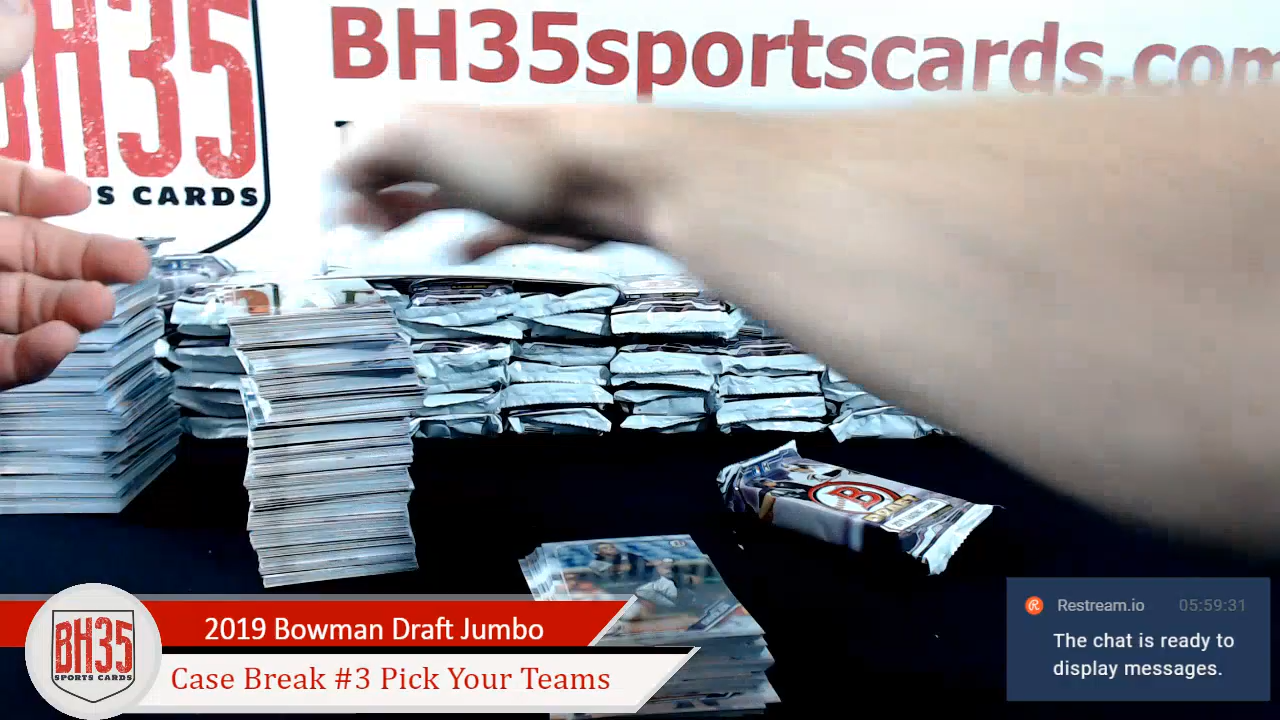 BH35sportscards.com
BH35
S CARDS
B
DRAFT
2019 Bowman Draft Jumbo
Case Break #3 Pick Your Teams
BH35
SPORTS CARDS
Restream.io 05:59:31
The chat is ready to
display messages.